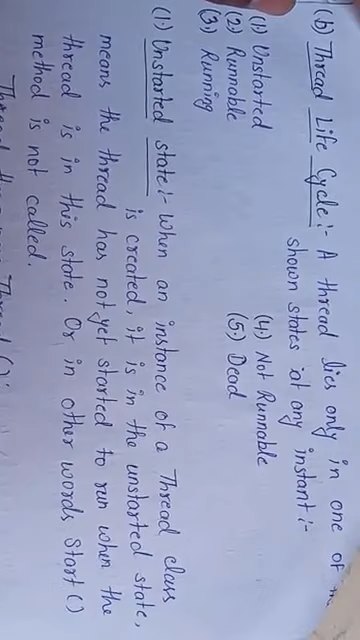 (b) Thread Life Cycle:- A thread lies only in one of
shown states at any instant:-
(1) Unstarted (4.) Not Runnable
(2) Runnable (5.) Dead
(3) Running
(1.) Unstarted state:- When an instance of a Thread class
is created, it is in the unstarted state,
means the thread has not yet started to run when the
thread is in this state. Or in other words Start()
method is not called.